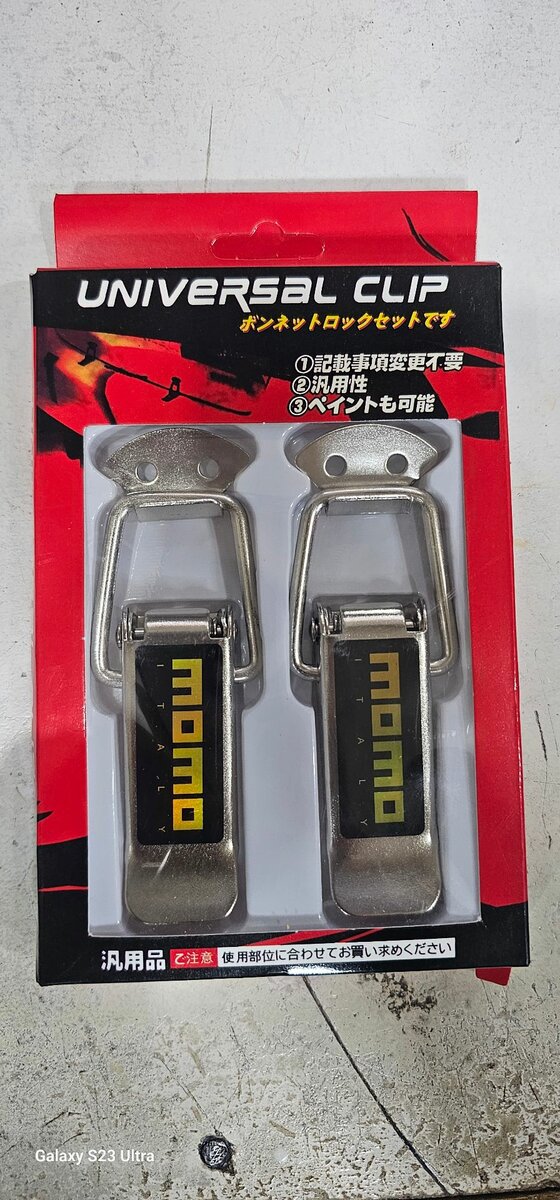 UNIVERSAL CLIP
ボンネットロックセットです
①記載事項変更不要
②汎用性
③ペイントも可能
momo
ITALY
momo
ITALY
汎用品 ご注意 使用部位に合わせてお買い求めください
Galaxy S23 Ultra